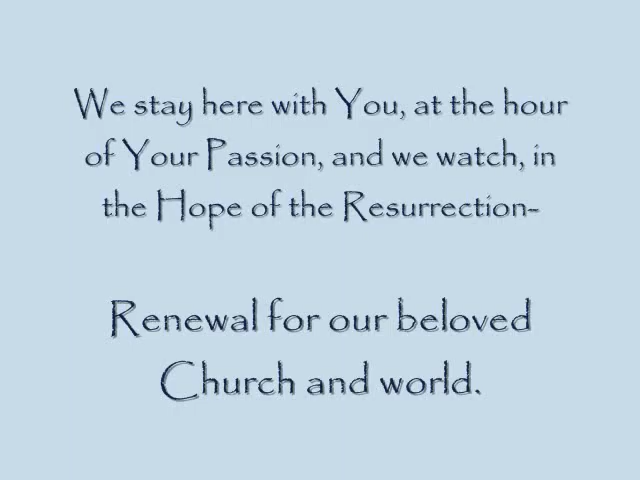 We stay here with You, at the hour
of Your Passion, and we watch, in
the Hope of the Resurrection-
Renewal for our beloved
Church and world.